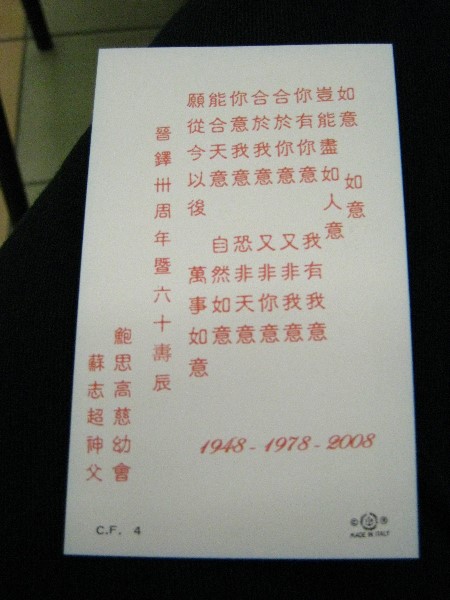 如意 如意
豈能盡如人意
你有你意 我有我意
合於你意 又非我意
合於我意 又非你意
你意我意 恐非天意
能合天意 自然如意
願從今以後 萬事如意
晉鐸卅周年暨六十壽辰
鮑思高慈幼會
蘇志超神父
1948 - 1978 - 2008
C.F. 4
© ®
MADE IN ITALY